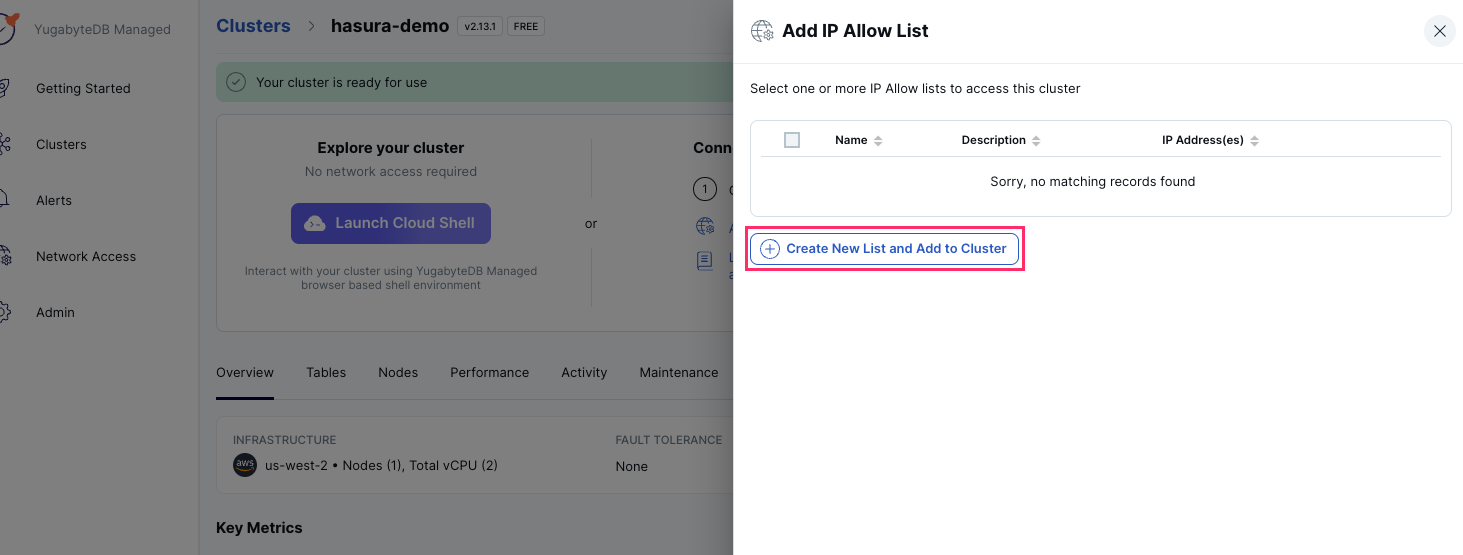 YugabyteDB Managed
Getting Started
Clusters
Alerts
Network Access
Admin
Clusters > hasura-demo v2.13.1 FREE
Your cluster is ready for use
Explore your cluster
No network access required
Launch Cloud Shell
Interact with your cluster using YugabyteDB Managed
browser based shell environment
or
Conn
1
Overview Tables Nodes Performance Activity Maintenance
INFRASTRUCTURE
aws us-west-2 • Nodes (1), Total vCPU (2)
FAULT TOLERANCE
None
Key Metrics
Add IP Allow List
Select one or more IP Allow lists to access this cluster
Name Description IP Address(es)
Sorry, no matching records found
Create New List and Add to Cluster